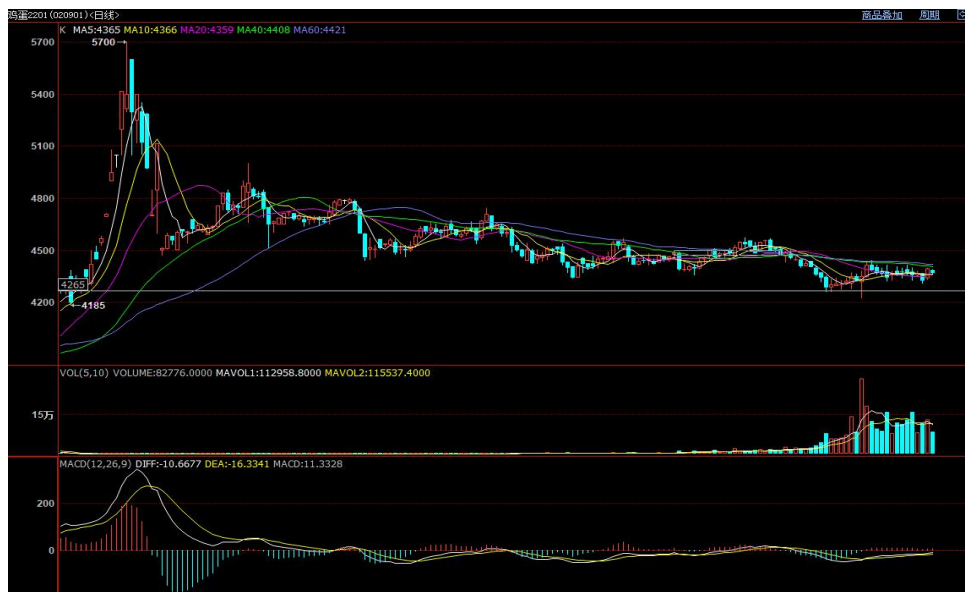 鸡蛋2201(020901)<日线> 商品叠加 周期
K MA5:4365 MA10:4366 MA20:4359 MA40:4408 MA60:4421
5700 5700→
5400
5100
4800
4500
4265
4200 ←4185
VOL(5,10) VOLUME:82776.0000 MAVOL1:112958.8000 MAVOL2:115537.4000
15万
MACD(12,26,9) DIFF:-10.6677 DEA:-16.3341 MACD:11.3328
200
0